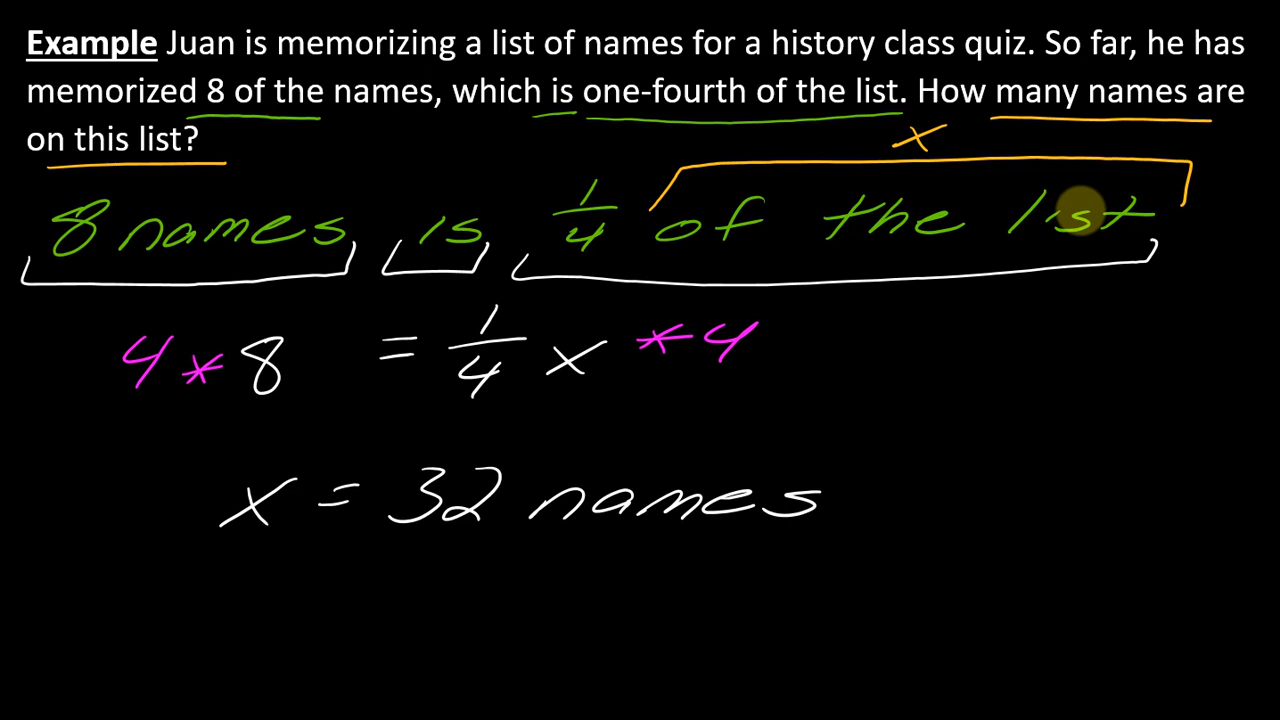 Example Juan is memorizing a list of names for a history class quiz. So far, he has
memorized 8 of the names, which is one-fourth of the list. How many names are
on this list?
x
8 names is 1/4 of the list
4 * 8 = 1/4 x * 4
x = 32 names